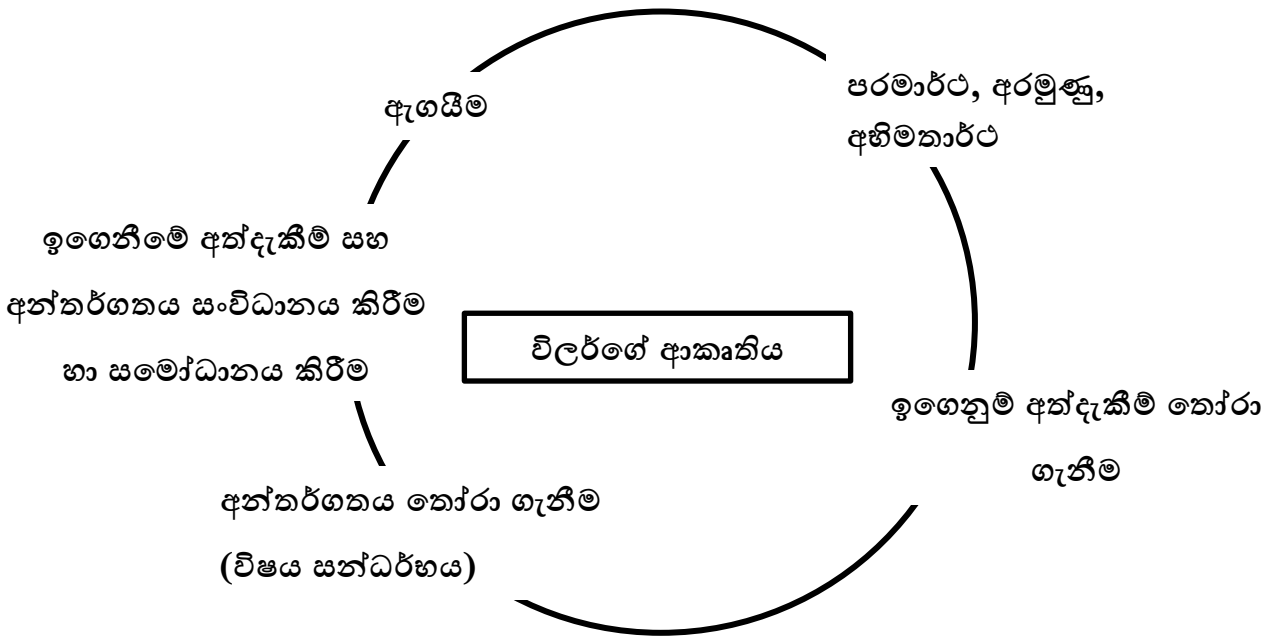 ඇගයීම
පරමාර්ථ, අරමුණු,
අභිමතාර්ථ
ඉගෙනීමේ අත්දැකීම් සහ
අන්තර්ගතය සංවිධානය කිරීම
හා සමෝධානය කිරීම
විලර්ගේ ආකෘතිය
ඉගෙනුම් අත්දැකීම් තෝරා
ගැනීම
අන්තර්ගතය තෝරා ගැනීම
(විෂය සන්ධර්භය)